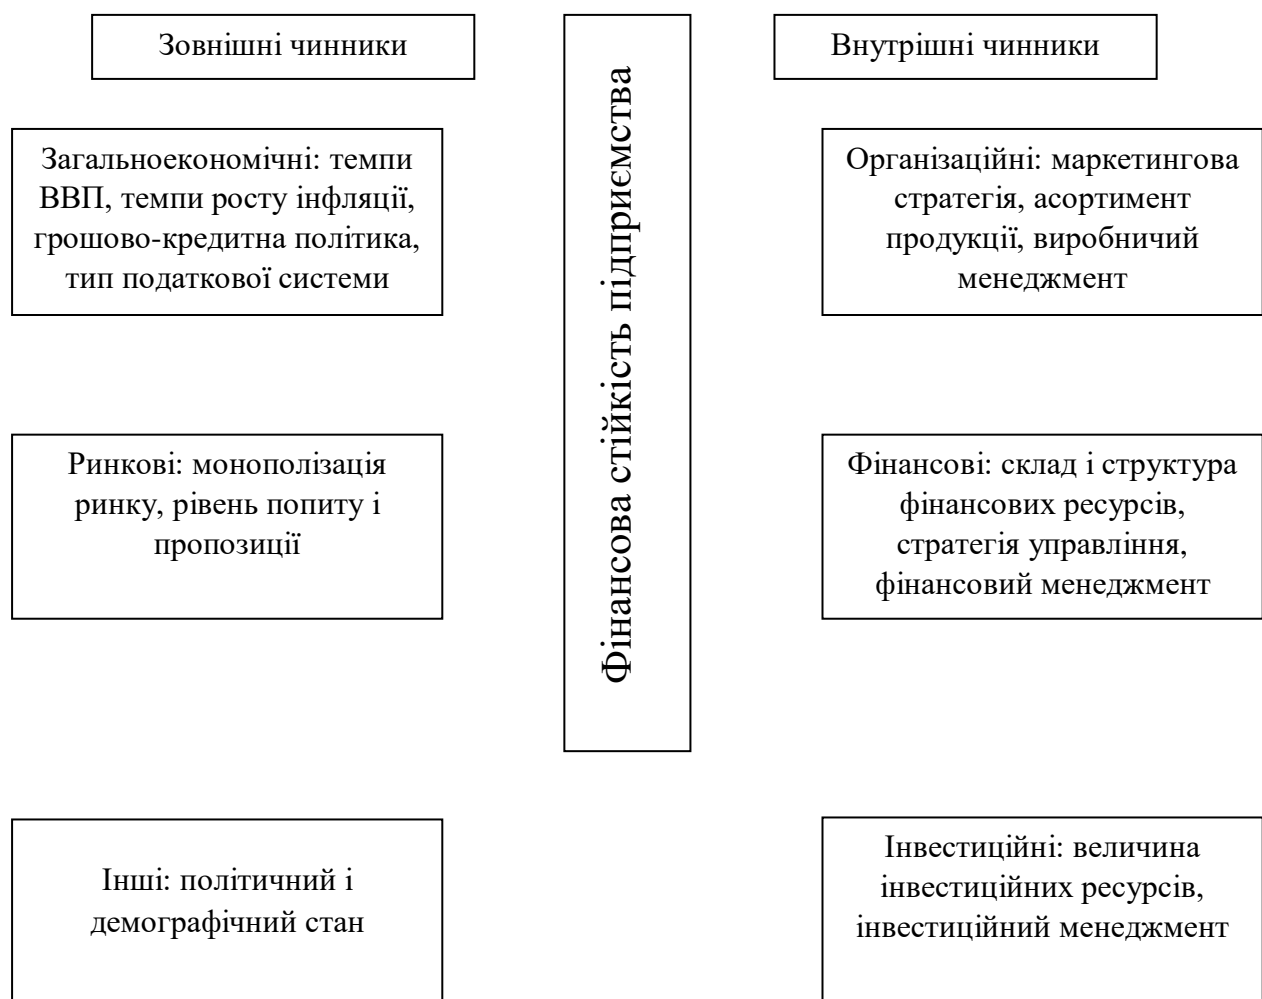 Зовнішні чинники
Загальноекономічні: темпи
ВВП, темпи росту інфляції,
грошово-кредитна політика,
тип податкової системи
Ринкові: монополізація
ринку, рівень попиту і
пропозиції
Інші: політичний і
демографічний стан
Фінансова стійкість підприємства
Внутрішні чинники
Організаційні: маркетингова
стратегія, асортимент
продукції, виробничий
менеджмент
Фінансові: склад і структура
фінансових ресурсів,
стратегія управління,
фінансовий менеджмент
Інвестиційні: величина
інвестиційних ресурсів,
інвестиційний менеджмент